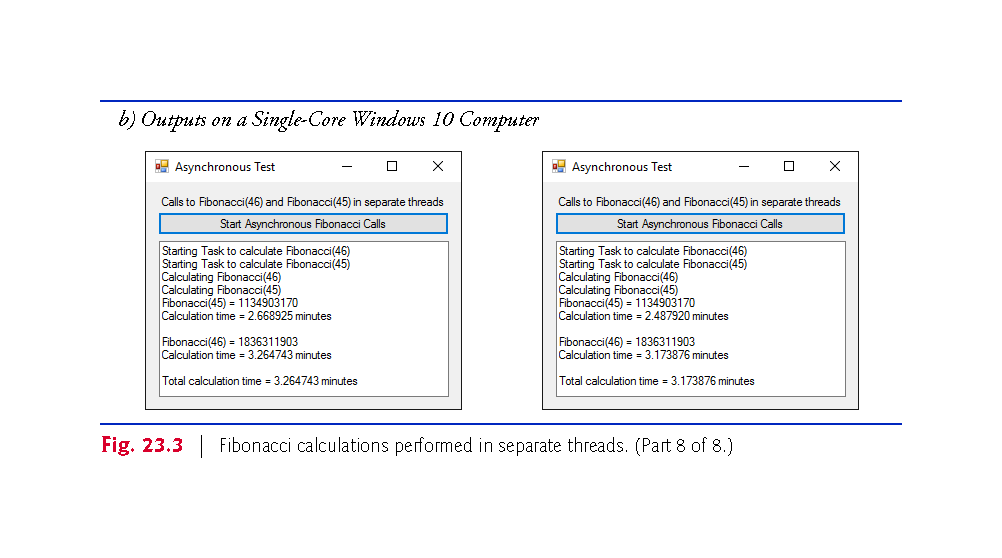 b) Outputs on a Single-Core Windows 10 Computer
Asynchronous Test
Calls to Fibonacci(46) and Fibonacci(45) in separate threads
Start Asynchronous Fibonacci Calls
Starting Task to calculate Fibonacci(46)
Starting Task to calculate Fibonacci(45)
Calculating Fibonacci(46)
Calculating Fibonacci(45)
Fibonacci(45) = 1134903170
Calculation time = 2.668925 minutes
Fibonacci(46) = 1836311903
Calculation time = 3.264743 minutes
Total calculation time = 3.264743 minutes
Asynchronous Test
Calls to Fibonacci(46) and Fibonacci(45) in separate threads
Start Asynchronous Fibonacci Calls
Starting Task to calculate Fibonacci(46)
Starting Task to calculate Fibonacci(45)
Calculating Fibonacci(46)
Calculating Fibonacci(45)
Fibonacci(45) = 1134903170
Calculation time = 2.487920 minutes
Fibonacci(46) = 1836311903
Calculation time = 3.173876 minutes
Total calculation time = 3.173876 minutes
Fig. 23.3 | Fibonacci calculations performed in separate threads. (Part 8 of 8.)